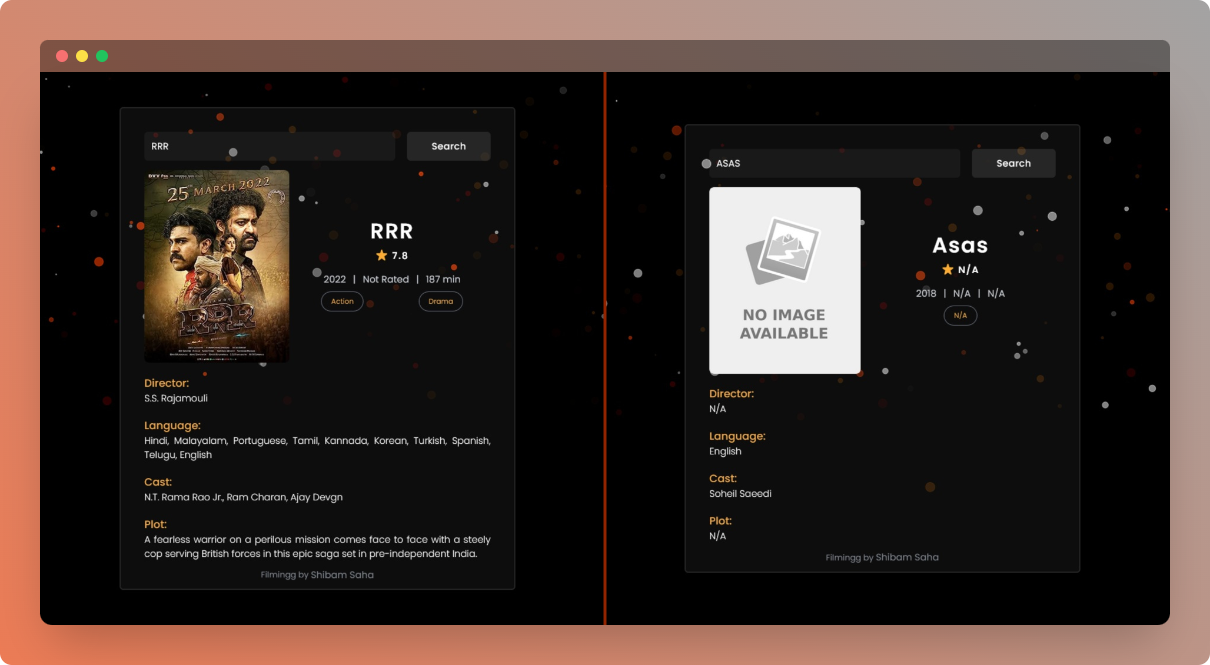 RRR
Search
25 MARCH 2022
RRR
RRR
7.8
2022 | Not Rated | 187 min
Action
Drama
Director:
S.S. Rajamouli
Language:
Hindi, Malayalam, Portuguese, Tamil, Kannada, Korean, Turkish, Spanish,
Telugu, English
Cast:
N.T. Rama Rao Jr., Ram Charan, Ajay Devgn
Plot:
A fearless warrior on a perilous mission comes face to face with a steely
cop serving British forces in this epic saga set in pre-independent India.
Filmingg by Shibam Saha
ASAS
Search
NO IMAGE
AVAILABLE
Asas
N/A
2018 | N/A | N/A
N/A
Director:
N/A
Language:
English
Cast:
Soheil Saeedi
Plot:
N/A
Filmingg by Shibam Saha